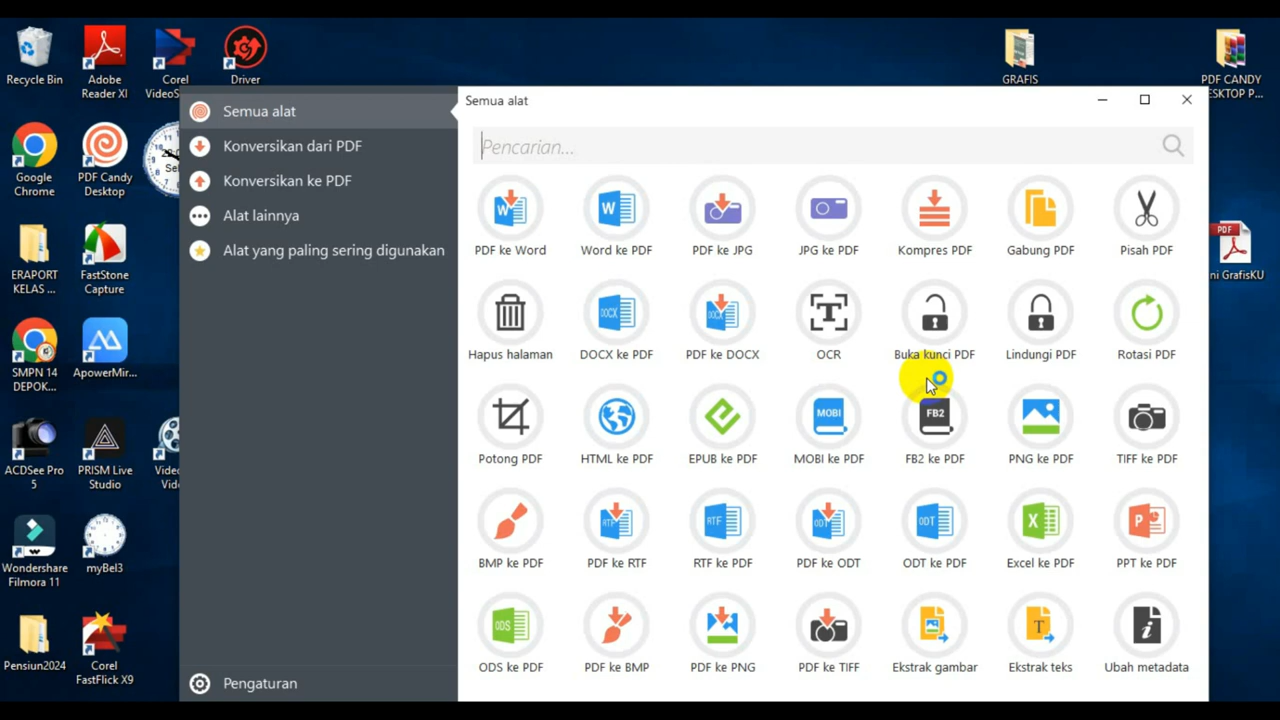 Recycle Bin
Adobe
Reader XI
Corel
VideoS...
Driver
GRAFIS
PDF CANDY
Google
Chrome
PDF Candy
Desktop
ERAPORT
KELAS ...
FastStone
Capture
SMPN 14
DEPOK...
ApowerMir...
ACDSee Pro
5
PRISM Live
Studio
Wondershare
Filmora 11
myBel3
Pensiun2024
Corel
FastFlick X9
PDF
ni GrafisKU
Semua alat
Konversikan dari PDF
Konversikan ke PDF
Alat lainnya
Alat yang paling sering digunakan
Pengaturan
Semua alat
Pencarian...
PDF ke Word
Word ke PDF
PDF ke JPG
JPG ke PDF
Kompres PDF
Gabung PDF
Pisah PDF
Hapus halaman
DOCX ke PDF
PDF ke DOCX
OCR
Buka kunci PDF
Lindungi PDF
Rotasi PDF
Potong PDF
HTML ke PDF
EPUB ke PDF
MOBI ke PDF
FB2 ke PDF
PNG ke PDF
TIFF ke PDF
BMP ke PDF
PDF ke RTF
RTF ke PDF
PDF ke ODT
ODT ke PDF
Excel ke PDF
PPT ke PDF
ODS ke PDF
PDF ke BMP
PDF ke PNG
PDF ke TIFF
Ekstrak gambar
Ekstrak teks
Ubah metadata